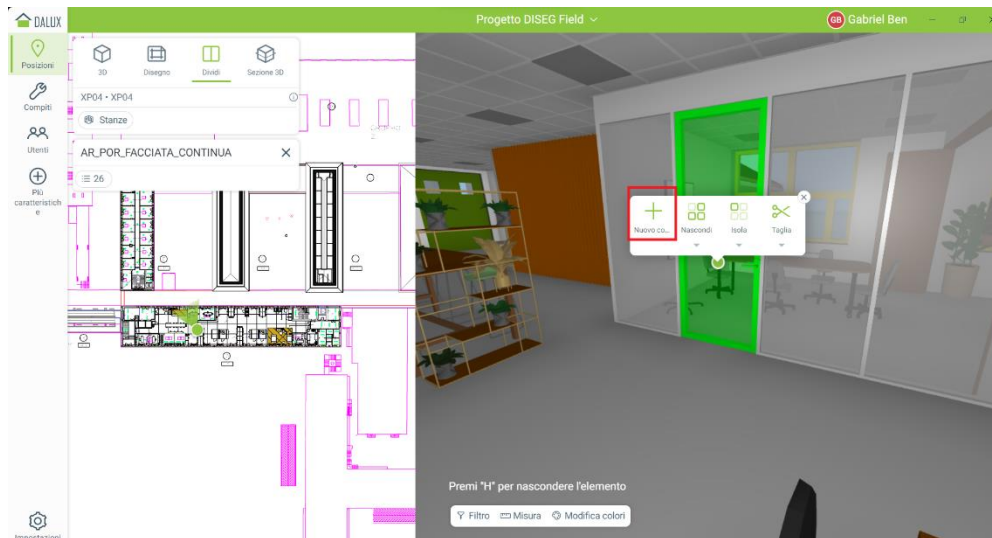 DALUX
Progetto DISEG Field
GB Gabriel Ben
Posizioni
Compiti
Utenti
Più
caratteristich
e
Impostazioni
3D
Disegno
Dividi
Sezione 3D
XP04 • XP04
Stanze
AR_POR_FACCIATA_CONTINUA
26
Nuovo co...
Nascondi
Isola
Taglia
Premi "H" per nascondere l'elemento
Filtro
Misura
Modifica colori